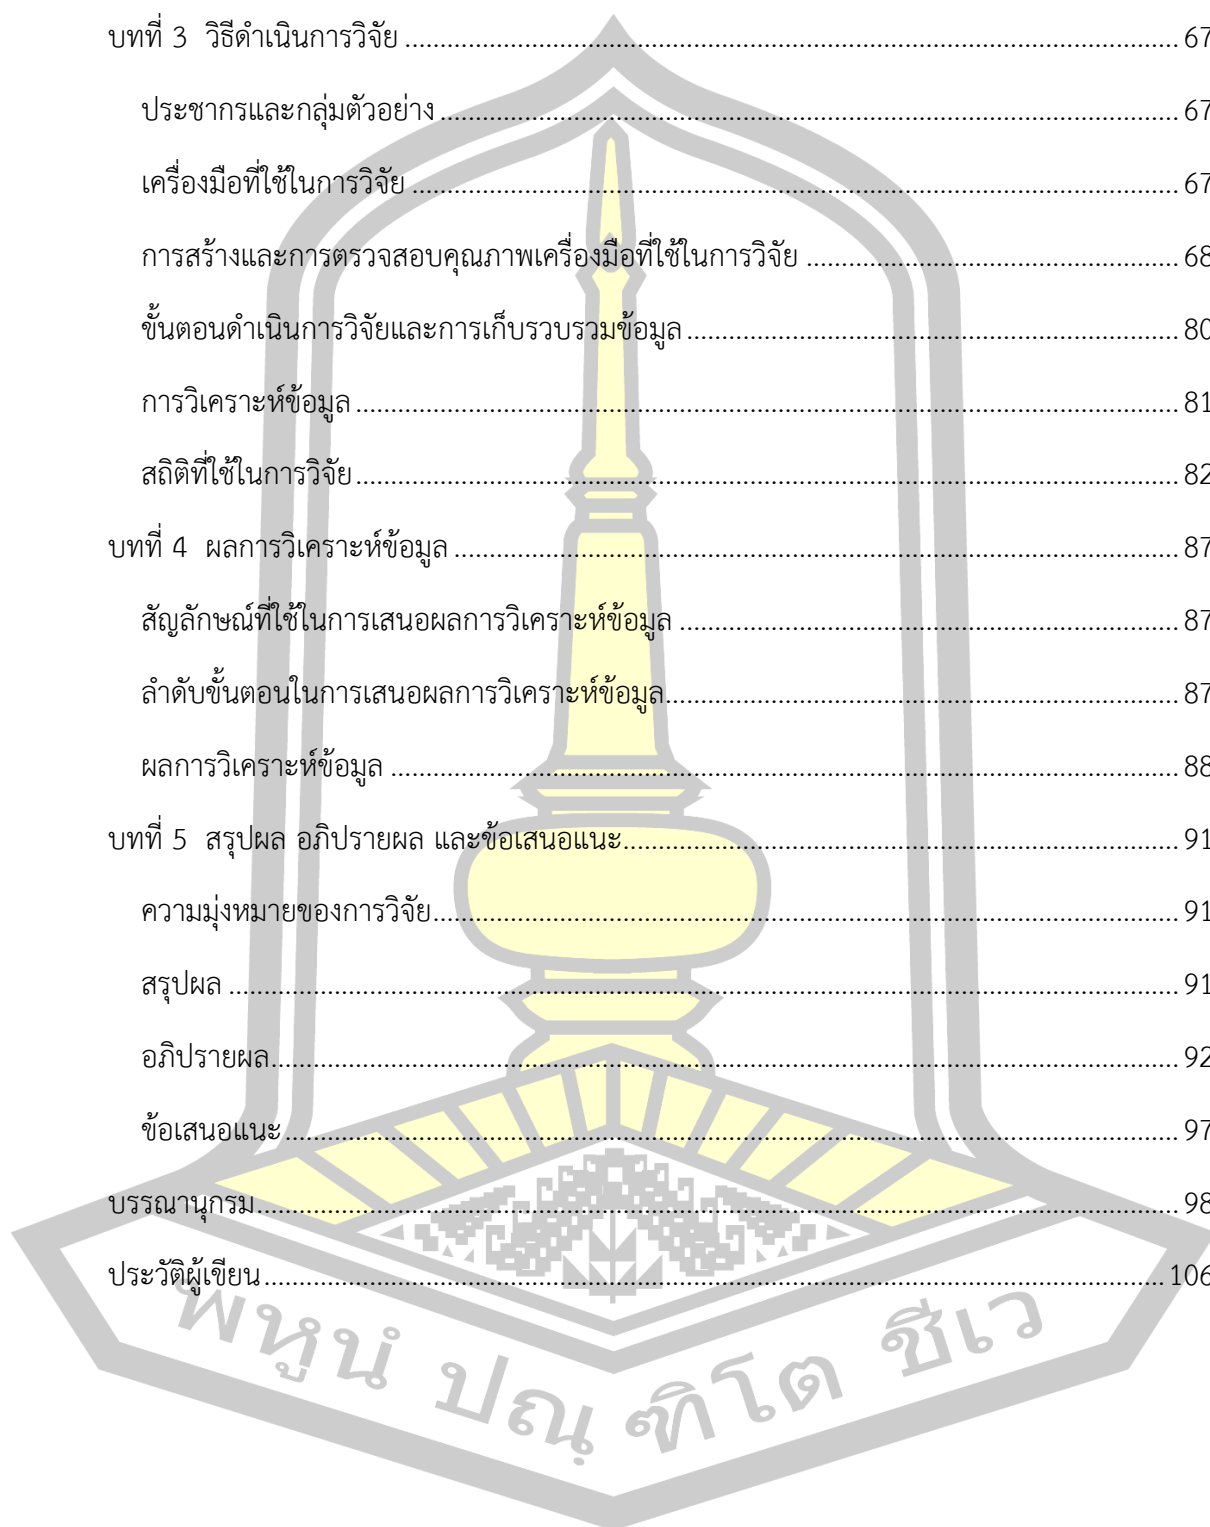 บทที่ 3 วิธีดำเนินการวิจัย ........................................................................ 67
ประชากรและกลุ่มตัวอย่าง ........................................................................ 67
เครื่องมือที่ใช้ในการวิจัย ........................................................................ 67
การสร้างและการตรวจสอบคุณภาพเครื่องมือที่ใช้ในการวิจัย ................................... 68
ขั้นตอนดำเนินการวิจัยและการเก็บรวบรวมข้อมูล ............................................. 80
การวิเคราะห์ข้อมูล ........................................................................ 81
สถิติที่ใช้ในการวิจัย ........................................................................ 82
บทที่ 4 ผลการวิเคราะห์ข้อมูล ................................................................ 87
สัญลักษณ์ที่ใช้ในการเสนอผลการวิเคราะห์ข้อมูล ............................................. 87
ลำดับขั้นตอนในการเสนอผลการวิเคราะห์ข้อมูล ............................................. 87
ผลการวิเคราะห์ข้อมูล ........................................................................ 88
บทที่ 5 สรุปผล อภิปรายผล และข้อเสนอแนะ ................................................ 91
ความมุ่งหมายของการวิจัย ................................................................ 91
สรุปผล ........................................................................ 91
อภิปรายผล ........................................................................ 92
ข้อเสนอแนะ ........................................................................ 97
บรรณานุกรม ........................................................................ 98
ประวัติผู้เขียน ........................................................................ 106
พหูนํ ปณฺฑิโต ชีเว